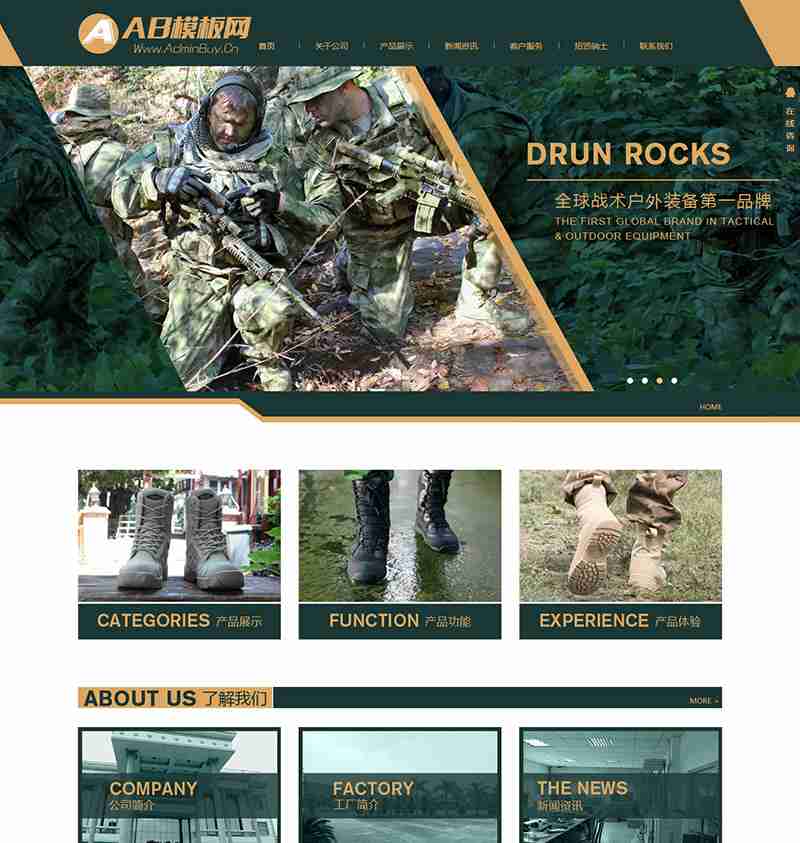 AB模板网
Www.AdminBuy.Cn
首页 关于公司 产品展示 新闻资讯 客户服务 招贤纳士 联系我们
在线咨询
DRUN ROCKS
全球战术户外装备第一品牌
THE FIRST GLOBAL BRAND IN TACTICAL
& OUTDOOR EQUIPMENT
HOME
CATEGORIES 产品展示
FUNCTION 产品功能
EXPERIENCE 产品体验
ABOUT US 了解我们
MORE +
COMPANY
公司简介
FACTORY
工厂简介
THE NEWS
新闻资讯